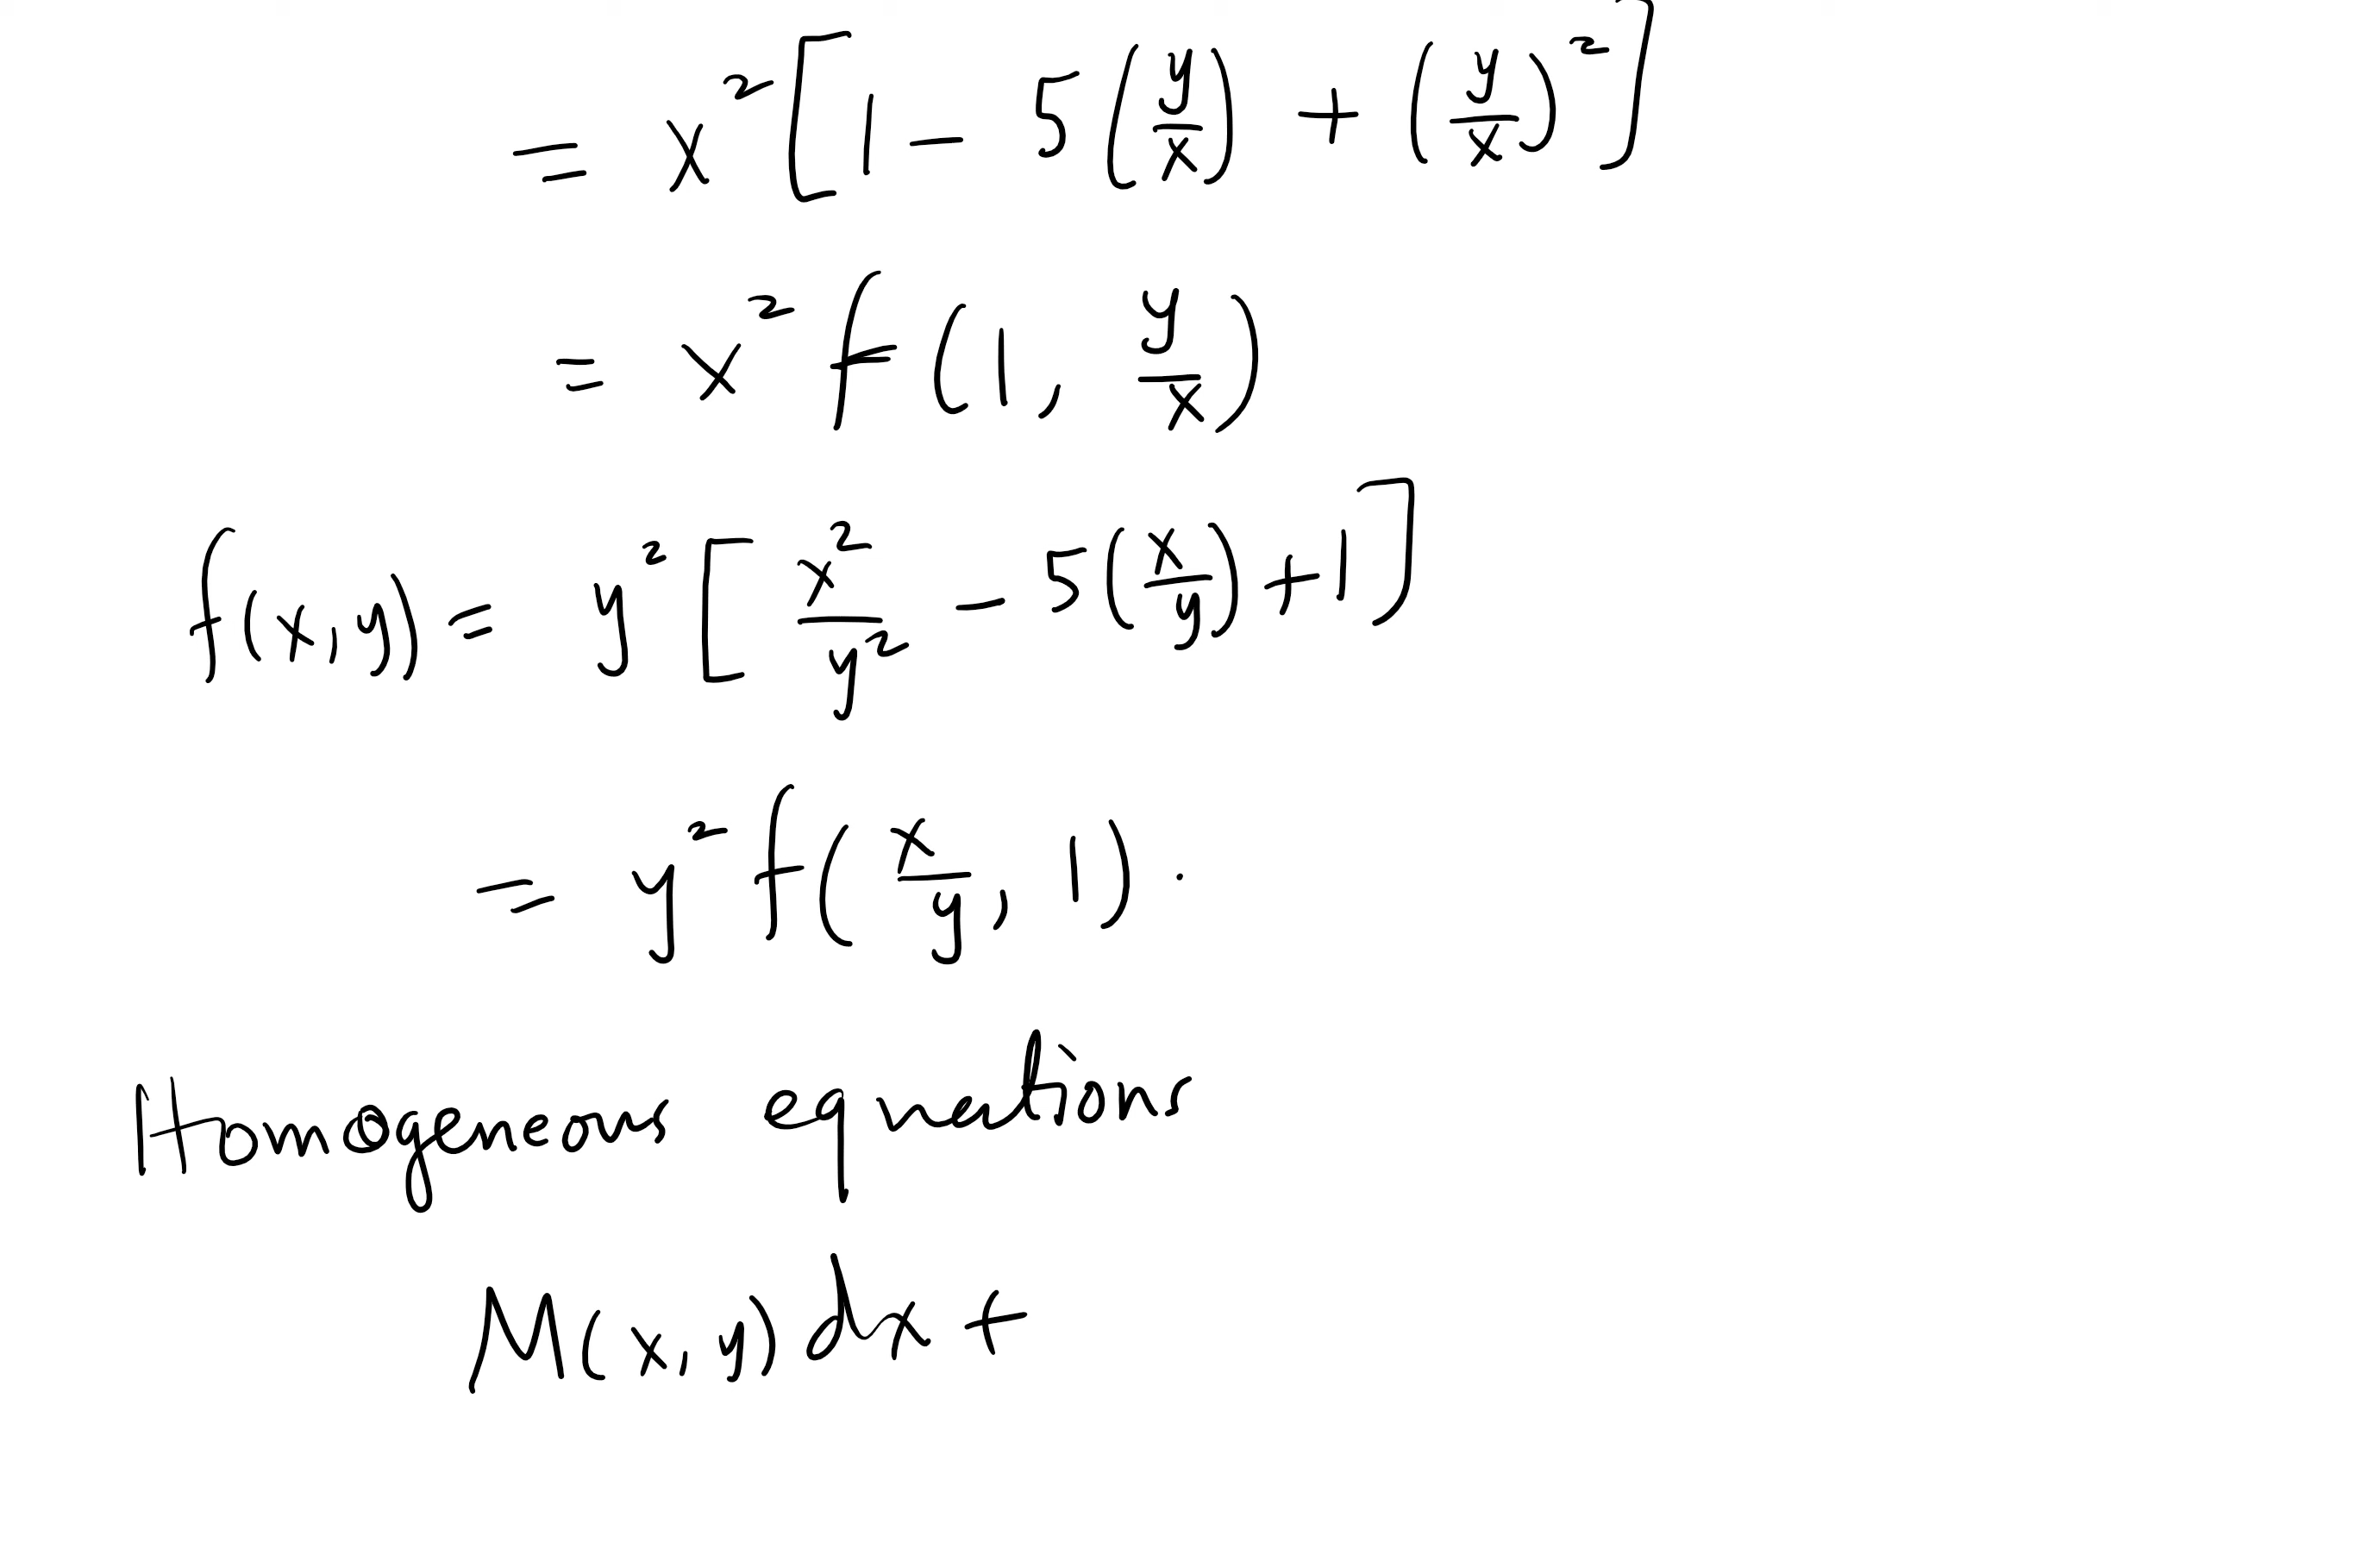 = x² [ 1 - 5 (y/x) + (y/x)² ]
= x² f (1, y/x)
f(x, y) = y² [ x²/y² - 5(x/y) + 1 ]
= y² f( x/y, 1) .
Homogeneous equations
M(x, y) dx +